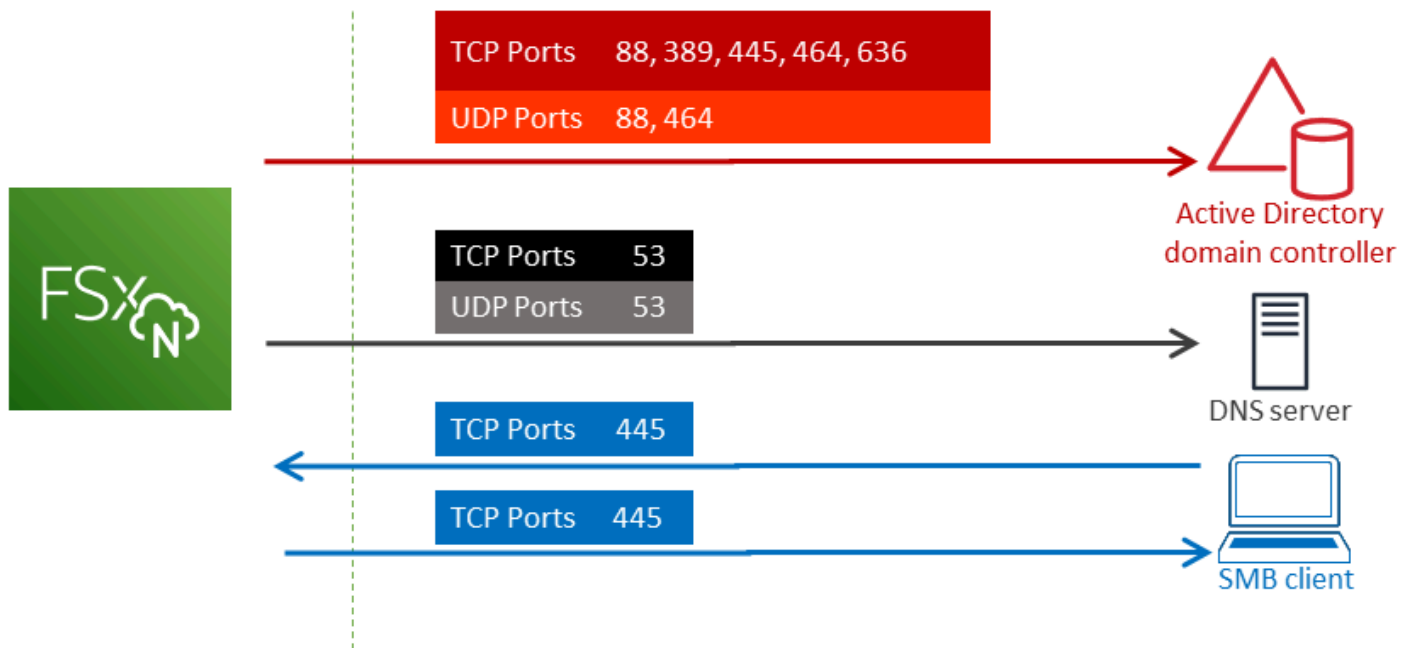 TCP Ports 88, 389, 445, 464, 636
UDP Ports 88, 464
Active Directory
domain controller
FSx
N
TCP Ports 53
UDP Ports 53
DNS server
TCP Ports 445
TCP Ports 445
SMB client